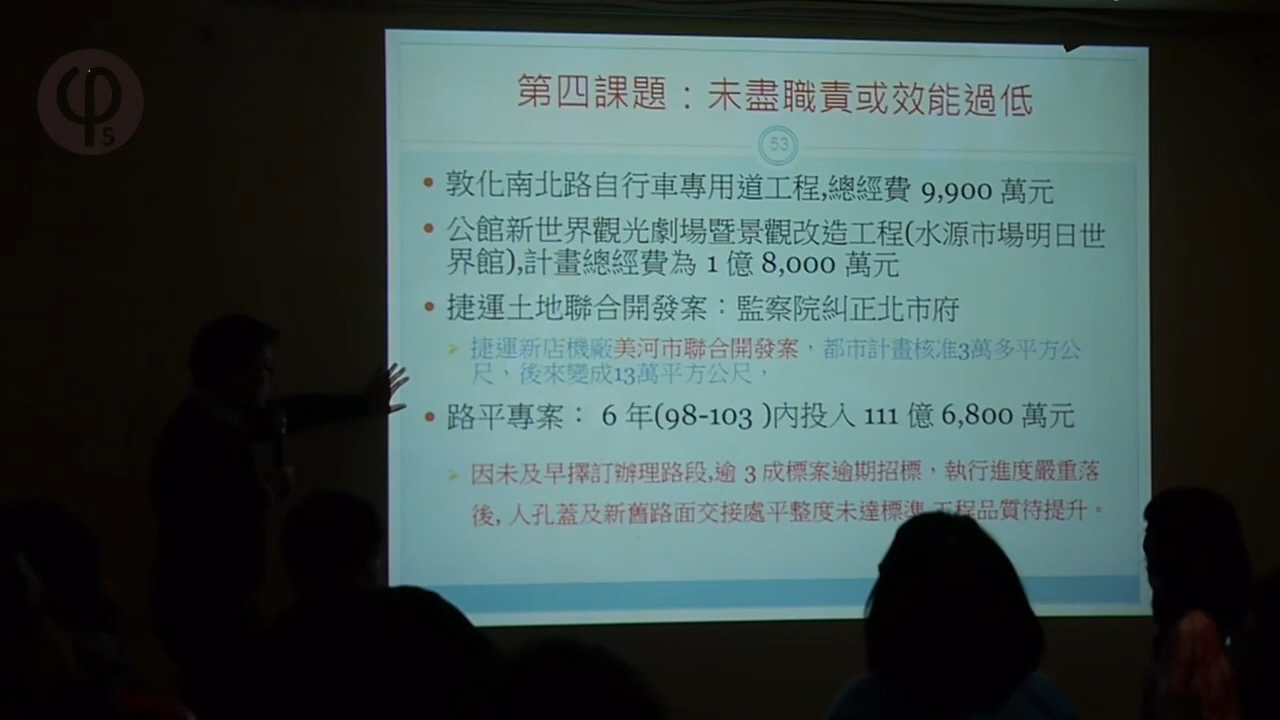 φ5
第四課題：未盡職責或效能過低
53
敦化南北路自行車專用道工程,總經費 9,900 萬元
公館新世界觀光劇場暨景觀改造工程(水源市場明日世
界館),計畫總經費為 1 億 8,000 萬元
捷運土地聯合開發案：監察院糾正北市府
捷運新店機廠美河市聯合開發案，都市計畫核准3萬多平方公
尺、後來變成13萬平方公尺，
路平專案： 6 年(98-103 )內投入 111 億 6,800 萬元
因未及早擇訂辦理路段,逾 3 成標案逾期招標，執行進度嚴重落
後, 人孔蓋及新舊路面交接處平整度未達標準 工程品質待提升。